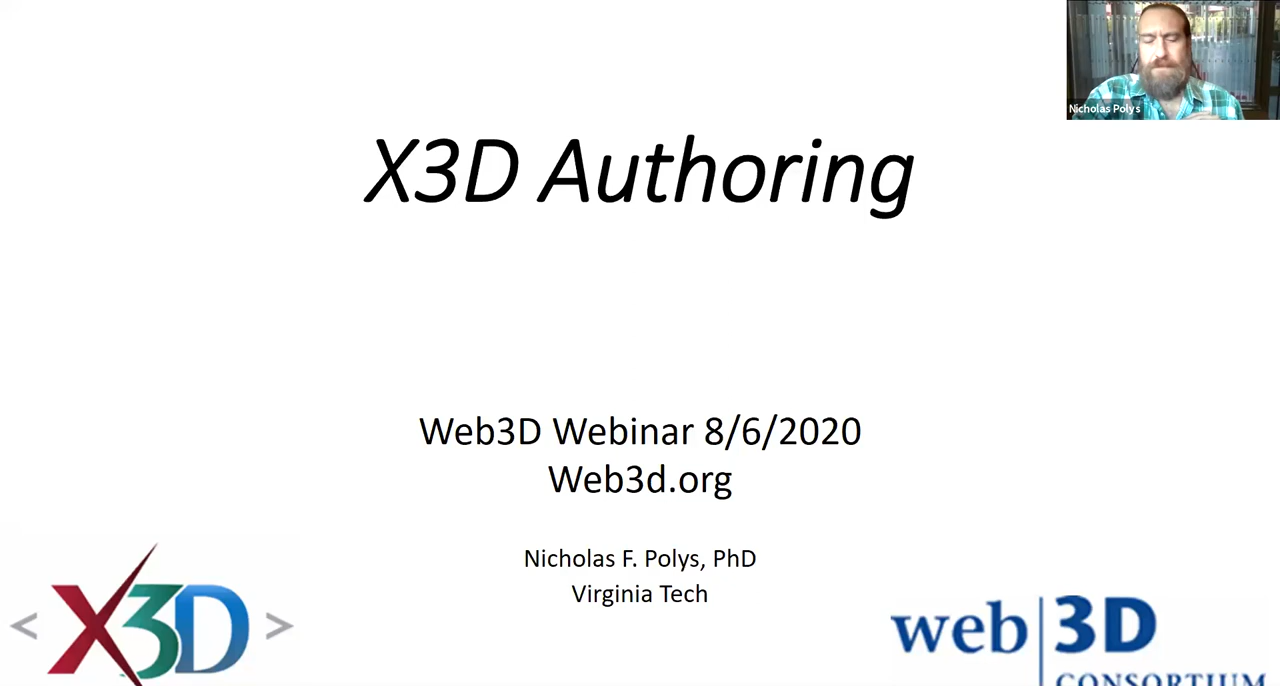 Nicholas Polys
X3D Authoring
Web3D Webinar 8/6/2020
Web3d.org
Nicholas F. Polys, PhD
Virginia Tech
<X3D>
web 3D
CONSORTIUM